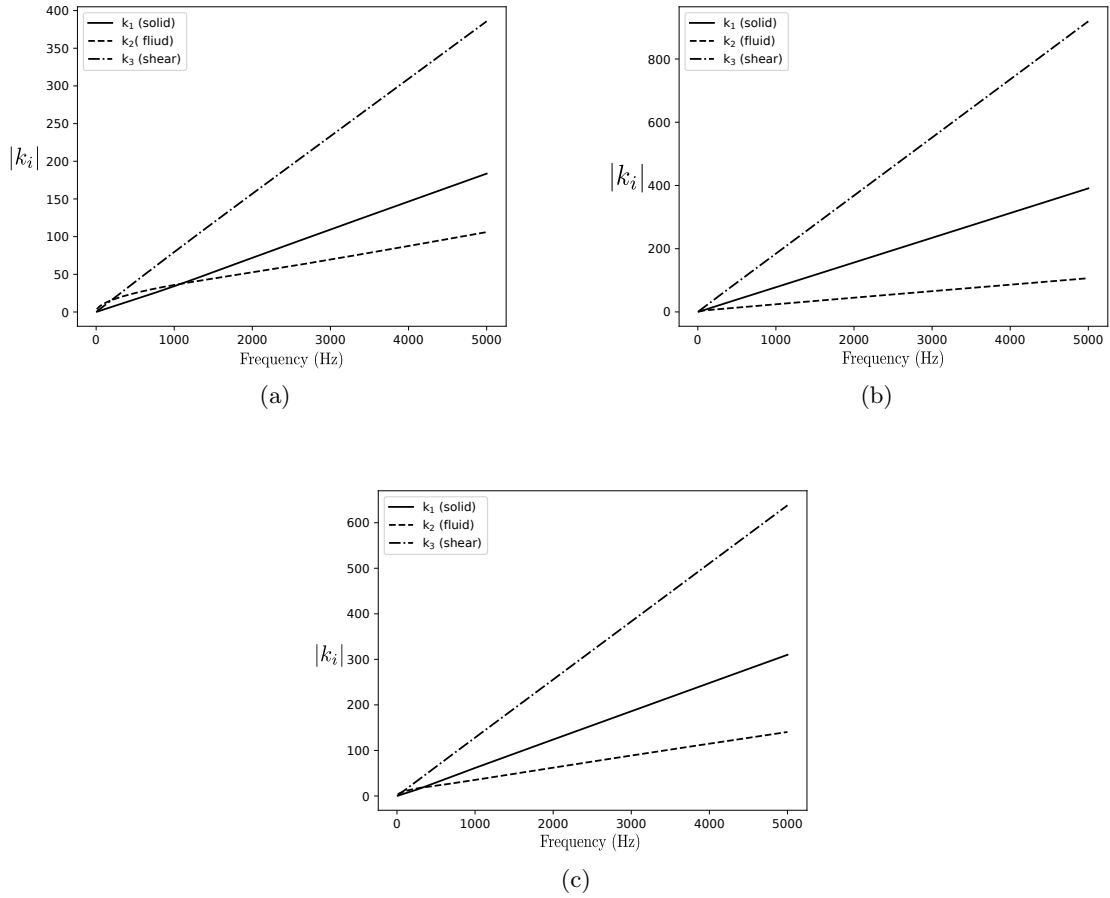 400
350
300
250
200
150
100
50
0
|kᵢ|
k₁ (solid)
k₂( fliud)
k₃ (shear)
0 1000 2000 3000 4000 5000
Frequency (Hz)
(a)
800
600
400
200
0
|kᵢ|
k₁ (solid)
k₂ (fluid)
k₃ (shear)
0 1000 2000 3000 4000 5000
Frequency (Hz)
(b)
600
500
400
300
200
100
0
|kᵢ|
k₁ (solid)
k₂ (fluid)
k₃ (shear)
0 1000 2000 3000 4000 5000
Frequency (Hz)
(c)